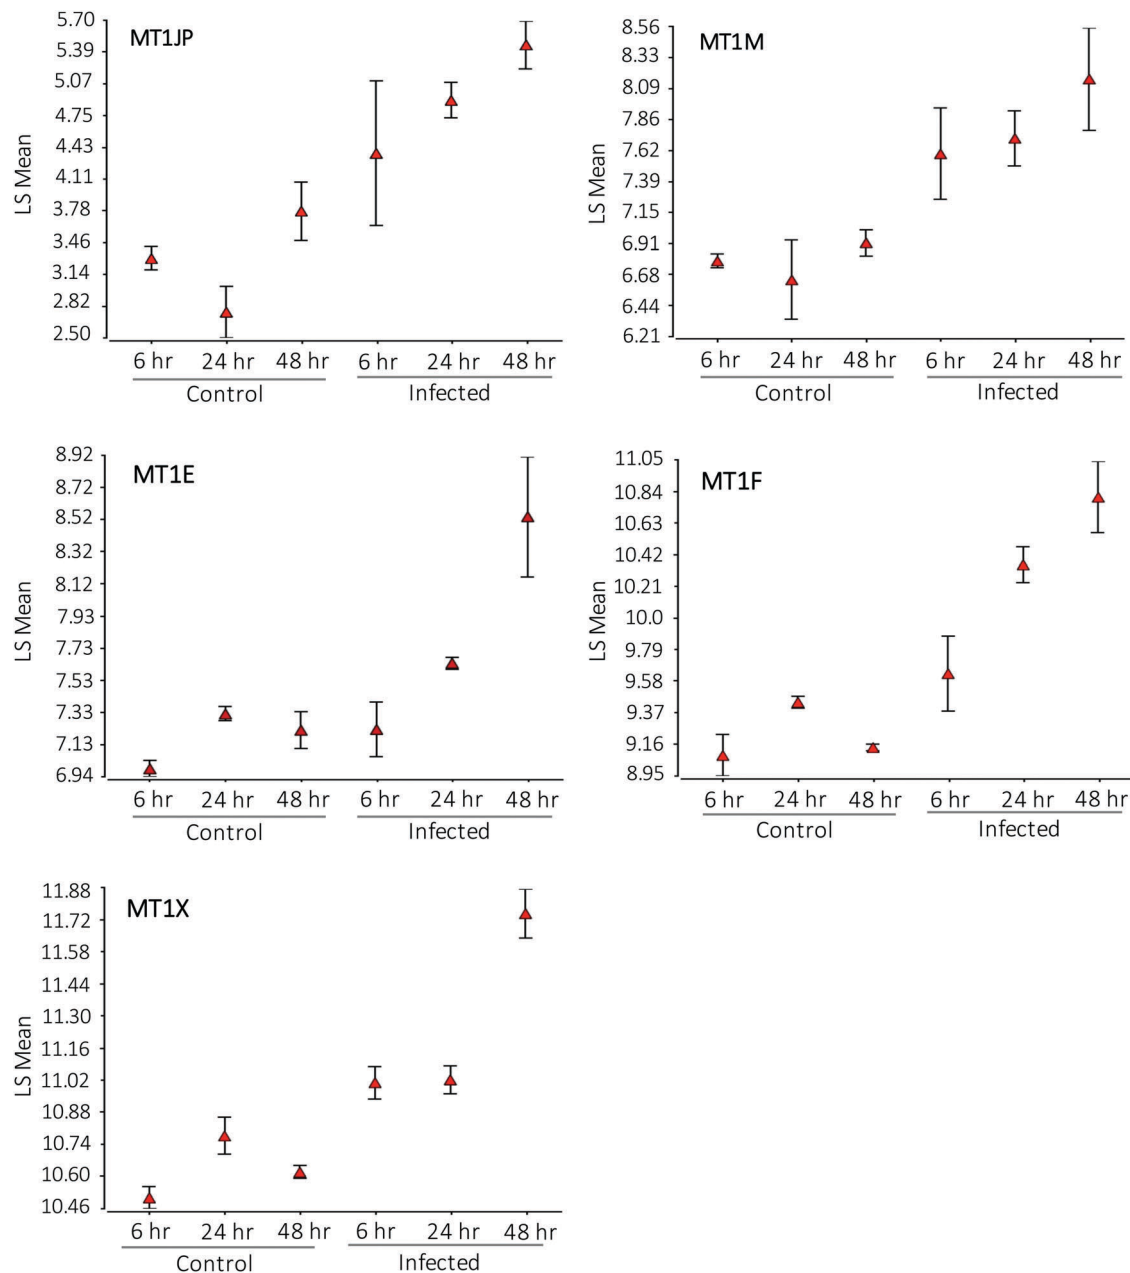 MT1JP
LS Mean
5.70
5.39
5.07
4.75
4.43
4.11
3.78
3.46
3.14
2.82
2.50
6 hr 24 hr 48 hr 6 hr 24 hr 48 hr
Control Infected
MT1M
LS Mean
8.56
8.33
8.09
7.86
7.62
7.39
7.15
6.91
6.68
6.44
6.21
6 hr 24 hr 48 hr 6 hr 24 hr 48 hr
Control Infected
MT1E
LS Mean
8.92
8.72
8.52
8.32
8.12
7.93
7.73
7.53
7.33
7.13
6.94
6 hr 24 hr 48 hr 6 hr 24 hr 48 hr
Control Infected
MT1F
LS Mean
11.05
10.84
10.63
10.42
10.21
10.0
9.79
9.58
9.37
9.16
8.95
6 hr 24 hr 48 hr 6 hr 24 hr 48 hr
Control Infected
MT1X
LS Mean
11.88
11.72
11.58
11.44
11.30
11.16
11.02
10.88
10.74
10.60
10.46
6 hr 24 hr 48 hr 6 hr 24 hr 48 hr
Control Infected